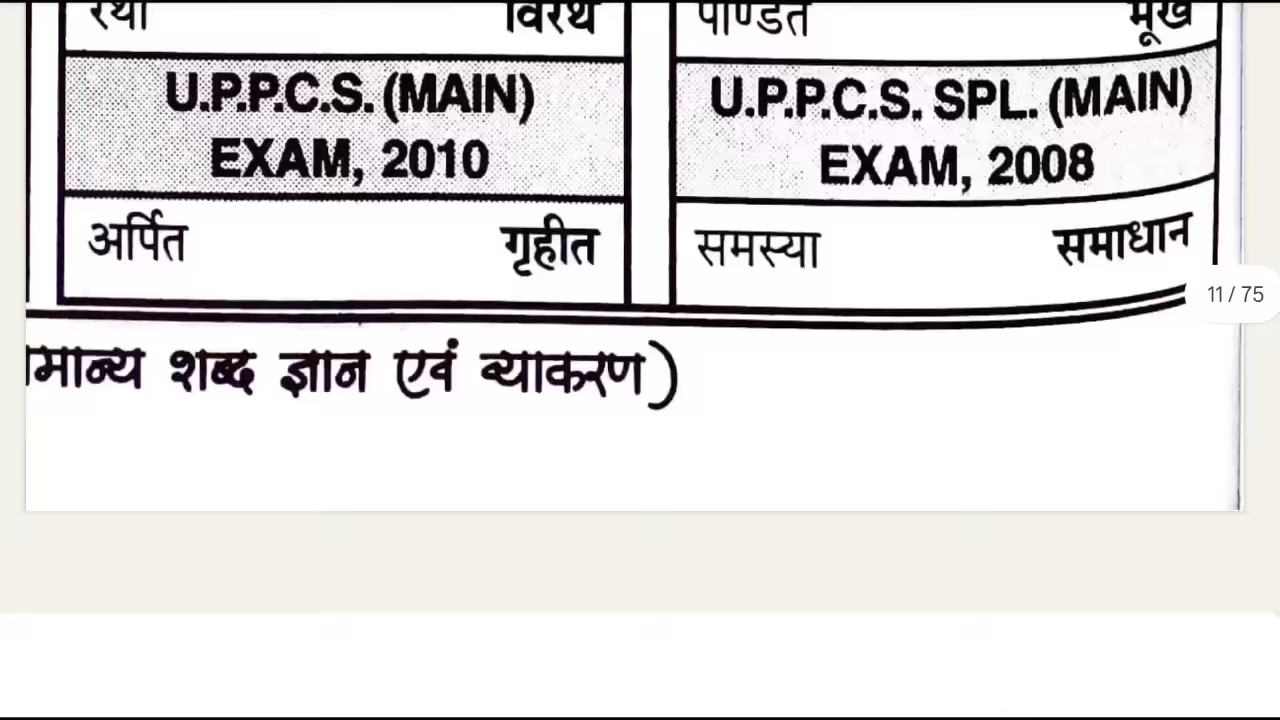 रथी विरथ
पण्डित मूर्ख
U.P.P.C.S. (MAIN)
EXAM, 2010
U.P.P.C.S. SPL. (MAIN)
EXAM, 2008
अर्पित गृहीत
समस्या समाधान
11 / 75
मान्य शब्द ज्ञान एवं व्याकरण)